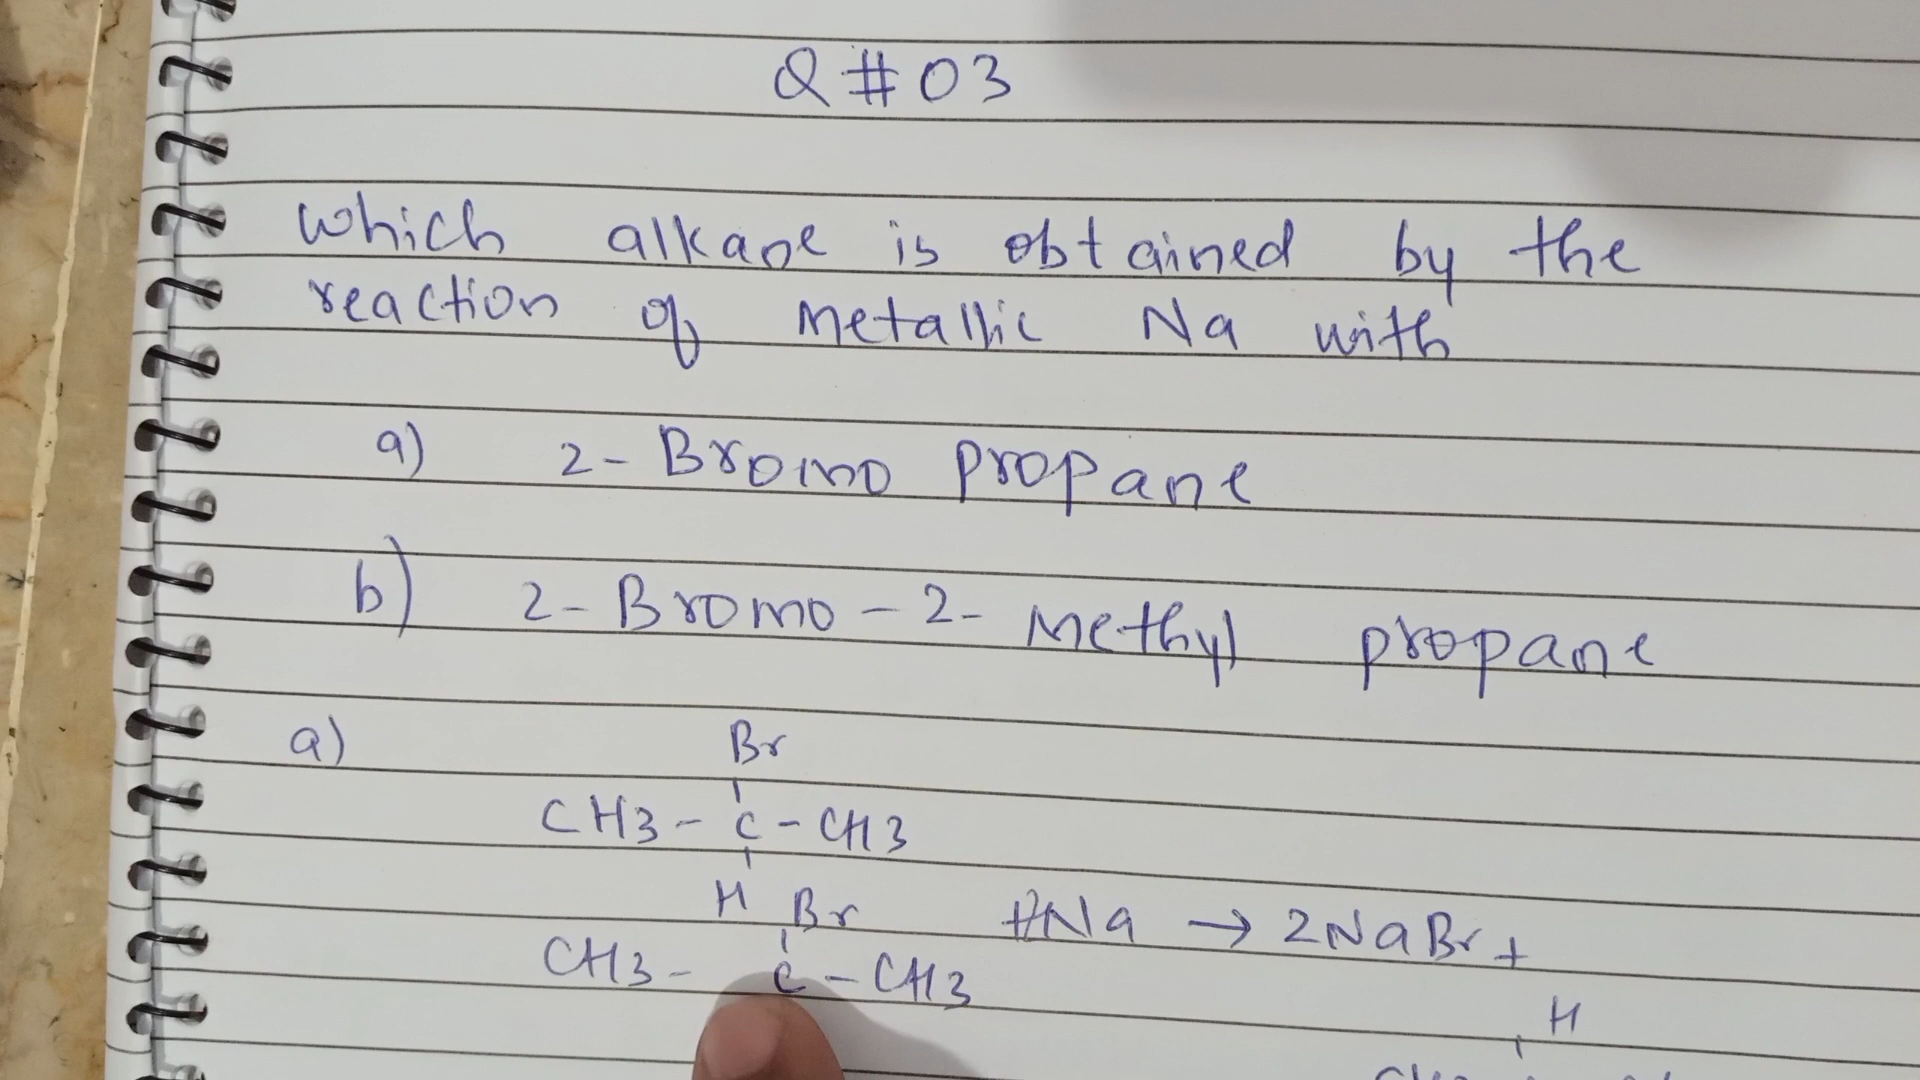 Q #03
which alkane is obtained by the
reaction of metallic Na with
a) 2- Bromo propane
b) 2- Bromo - 2- Methyl propane
a) Br
CH3 - C - CH3
H Br +Na → 2NaBr +
CH3 - C - CH3
H